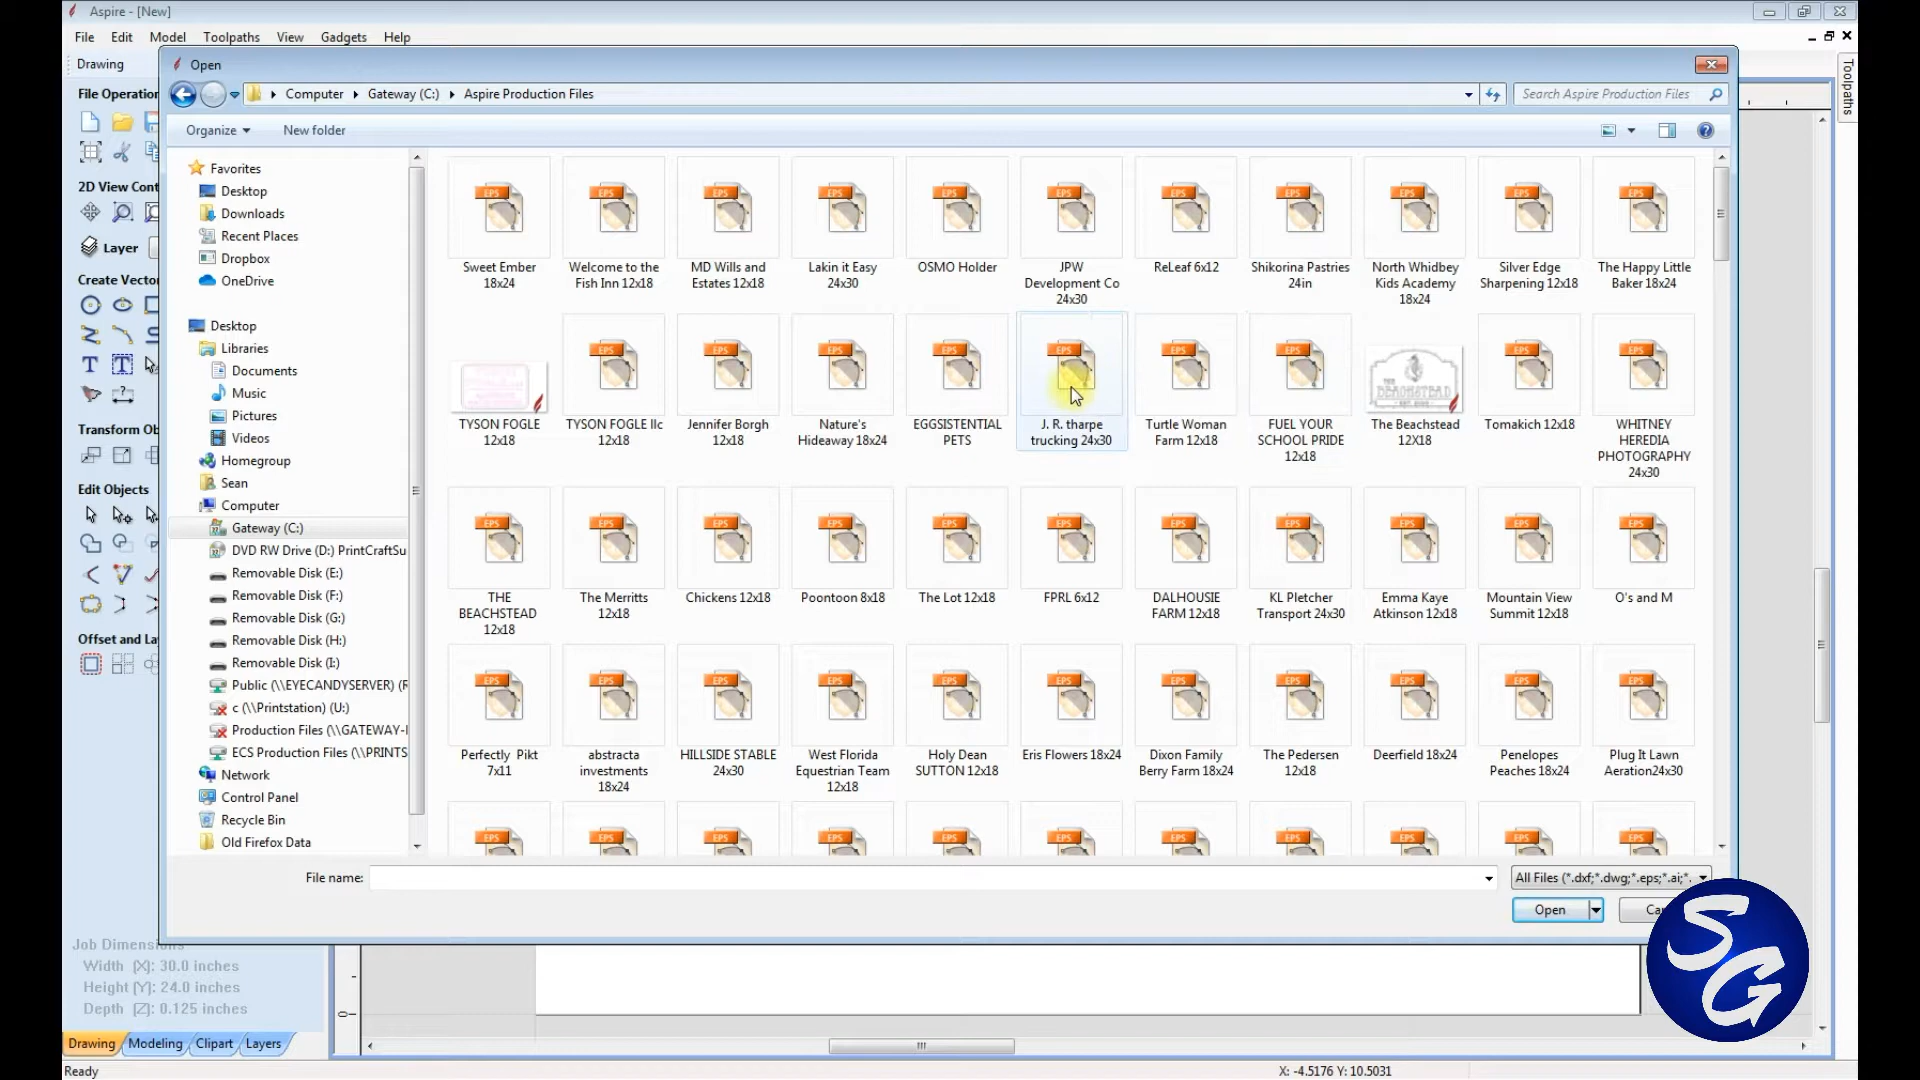 Aspire - [New]
File Edit Model Toolpaths View Gadgets Help
Drawing
Open
Computer Gateway (C:) Aspire Production Files
Search Aspire Production Files
Organize New folder
Toolpaths
File Operation
2D View Cont
Layer
Create Vecto
Transform Ob
Edit Objects
Offset and La
Favorites
Desktop
Downloads
Recent Places
Dropbox
OneDrive
Desktop
Libraries
Documents
Music
Pictures
Videos
Homegroup
Sean
Computer
Gateway (C:)
DVD RW Drive (D:) PrintCraftSu
Removable Disk (E:)
Removable Disk (F:)
Removable Disk (G:)
Removable Disk (H:)
Removable Disk (I:)
Public (\\EYECANDYSERVER) (R
c (\\Printstation) (U:)
Production Files (\\GATEWAY-
ECS Production Files (\\PRINTS
Network
Control Panel
Recycle Bin
Old Firefox Data
Sweet Ember
18x24
Welcome to the
Fish Inn 12x18
MD Wills and
Estates 12x18
Lakin it Easy
24x30
OSMO Holder
JPW
Development Co
24x30
ReLeaf 6x12
Shikorina Pastries
24in
North Whidbey
Kids Academy
18x24
Silver Edge
Sharpening 12x18
The Happy Little
Baker 18x24
TYSON FOGLE
12x18
TYSON FOGLE llc
12x18
Jennifer Borgh
12x18
Nature's
Hideaway 18x24
EGGSISTENTIAL
PETS
J. R. tharpe
trucking 24x30
Turtle Woman
Farm 12x18
FUEL YOUR
SCHOOL PRIDE
12x18
The Beachstead
12X18
Tomakich 12x18
WHITNEY
HEREDIA
PHOTOGRAPHY
24x30
THE
BEACHSTEAD
12x18
The Merritts
12x18
Chickens 12x18
Poontoon 8x18
The Lot 12x18
FPRL 6x12
DALHOUSIE
FARM 12x18
KL Pletcher
Transport 24x30
Emma Kaye
Atkinson 12x18
Mountain View
Summit 12x18
O's and M
Perfectly Pikt
7x11
abstracta
investments
18x24
HILLSIDE STABLE
24x30
West Florida
Equestrian Team
12x18
Holy Dean
SUTTON 12x18
Eris Flowers 18x24
Dixon Family
Berry Farm 18x24
The Pedersen
12x18
Deerfield 18x24
Penelopes
Peaches 18x24
Plug It Lawn
Aeration24x30
File name:
All Files (*.dxf;*.dwg;*.eps;*.ai;*.
Open
Ca
SG
Job Dimensions
Width (X): 30.0 inches
Height (Y): 24.0 inches
Depth (Z): 0.125 inches
Drawing Modeling Clipart Layers
Ready
X: -4.5176 Y: 10.5031